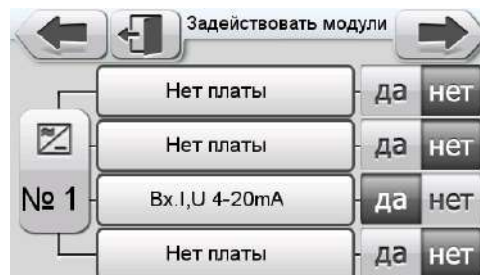 Задействовать модули
Нет платы да нет
Нет платы да нет
№ 1 Вх.I,U 4-20mA да нет
Нет платы да нет